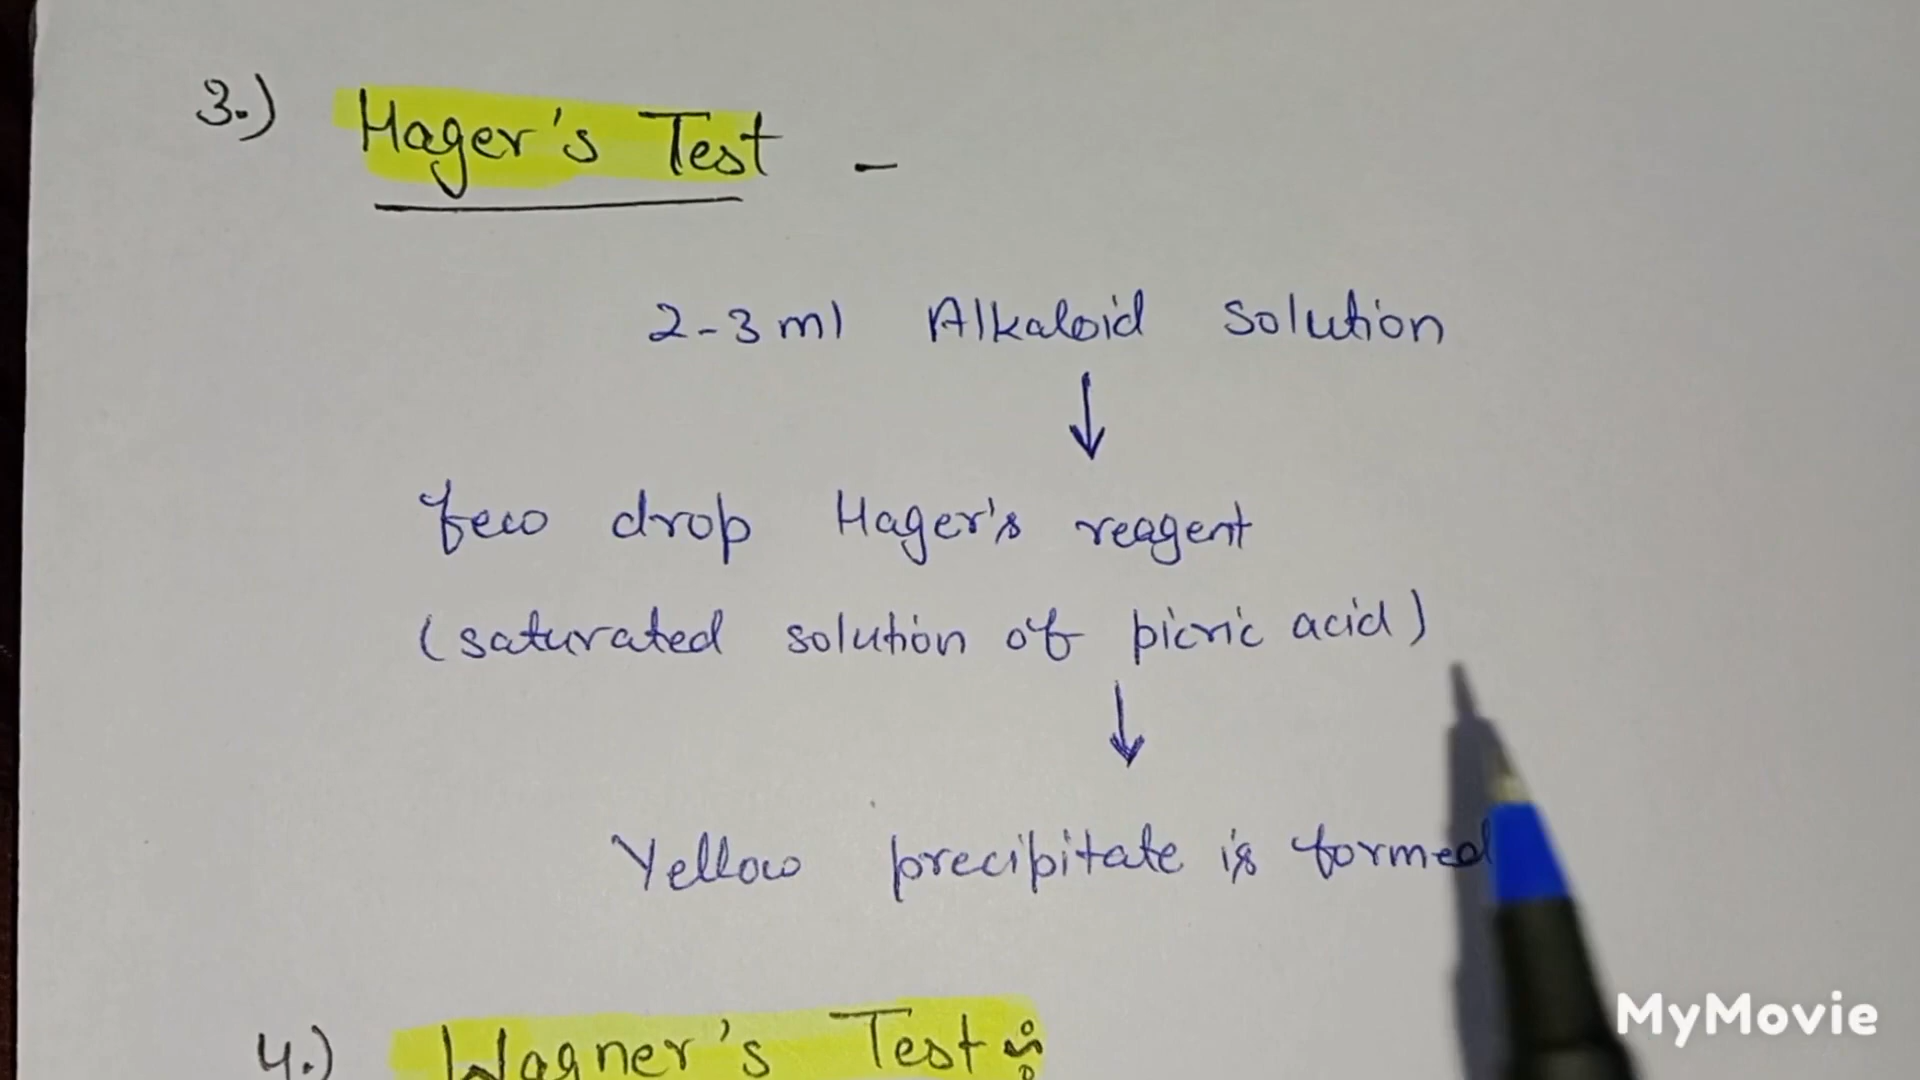 3.) Hager's Test -
2-3 ml Alkaloid solution
↓
few drop Hager's reagent
(saturated solution of picric acid)
↓
Yellow precipitate is formed
4.) Wagner's Test :
MyMovie